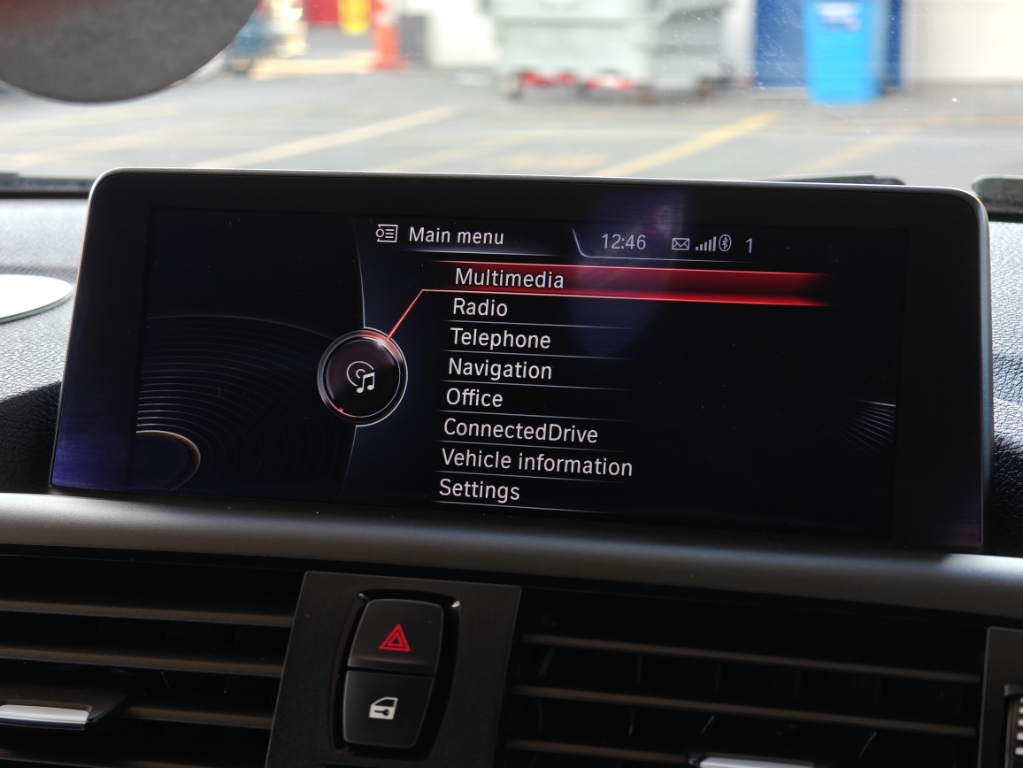 Main menu
12:46 1
Multimedia
Radio
Telephone
Navigation
Office
ConnectedDrive
Vehicle information
Settings